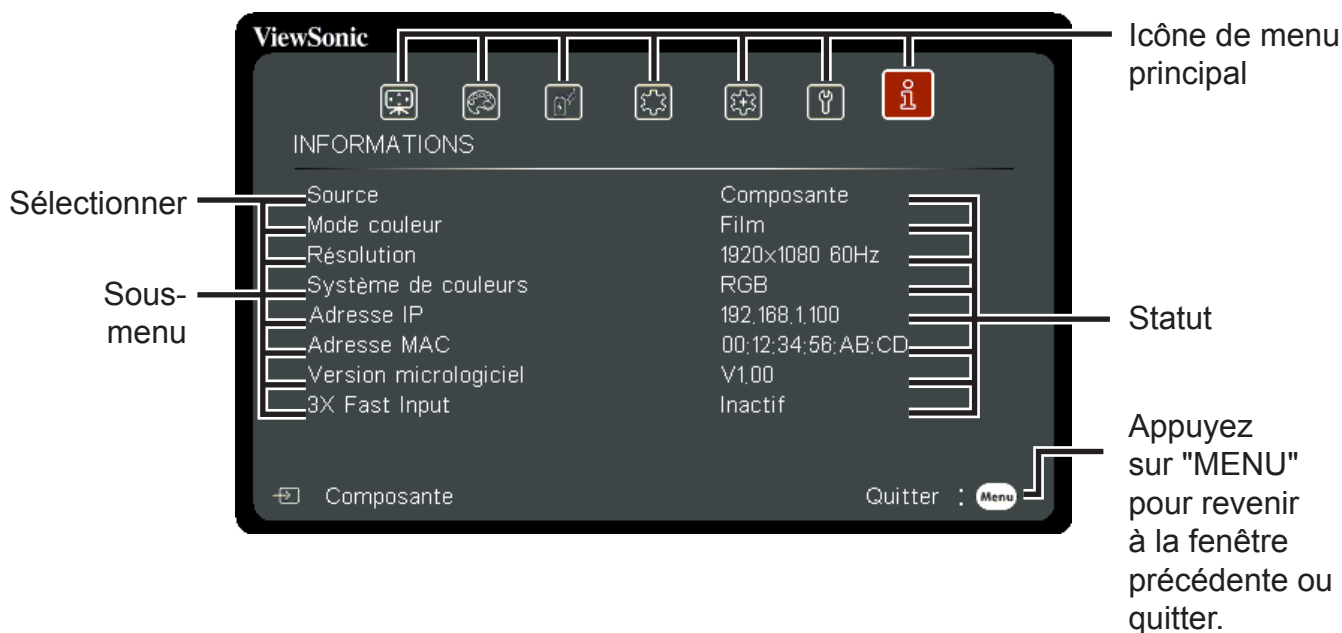 ViewSonic
Icône de menu
principal
INFORMATIONS
Sélectionner
Source Composante
Mode couleur Film
Résolution 1920×1080 60Hz
Système de couleurs RGB
Sous-
menu
Adresse IP 192.168.1.100
Adresse MAC 00:12:34:56:AB:CD
Version micrologiciel V1.00
3X Fast Input Inactif
Statut
Composante Quitter : Menu
Appuyez
sur "MENU"
pour revenir
à la fenêtre
précédente ou
quitter.